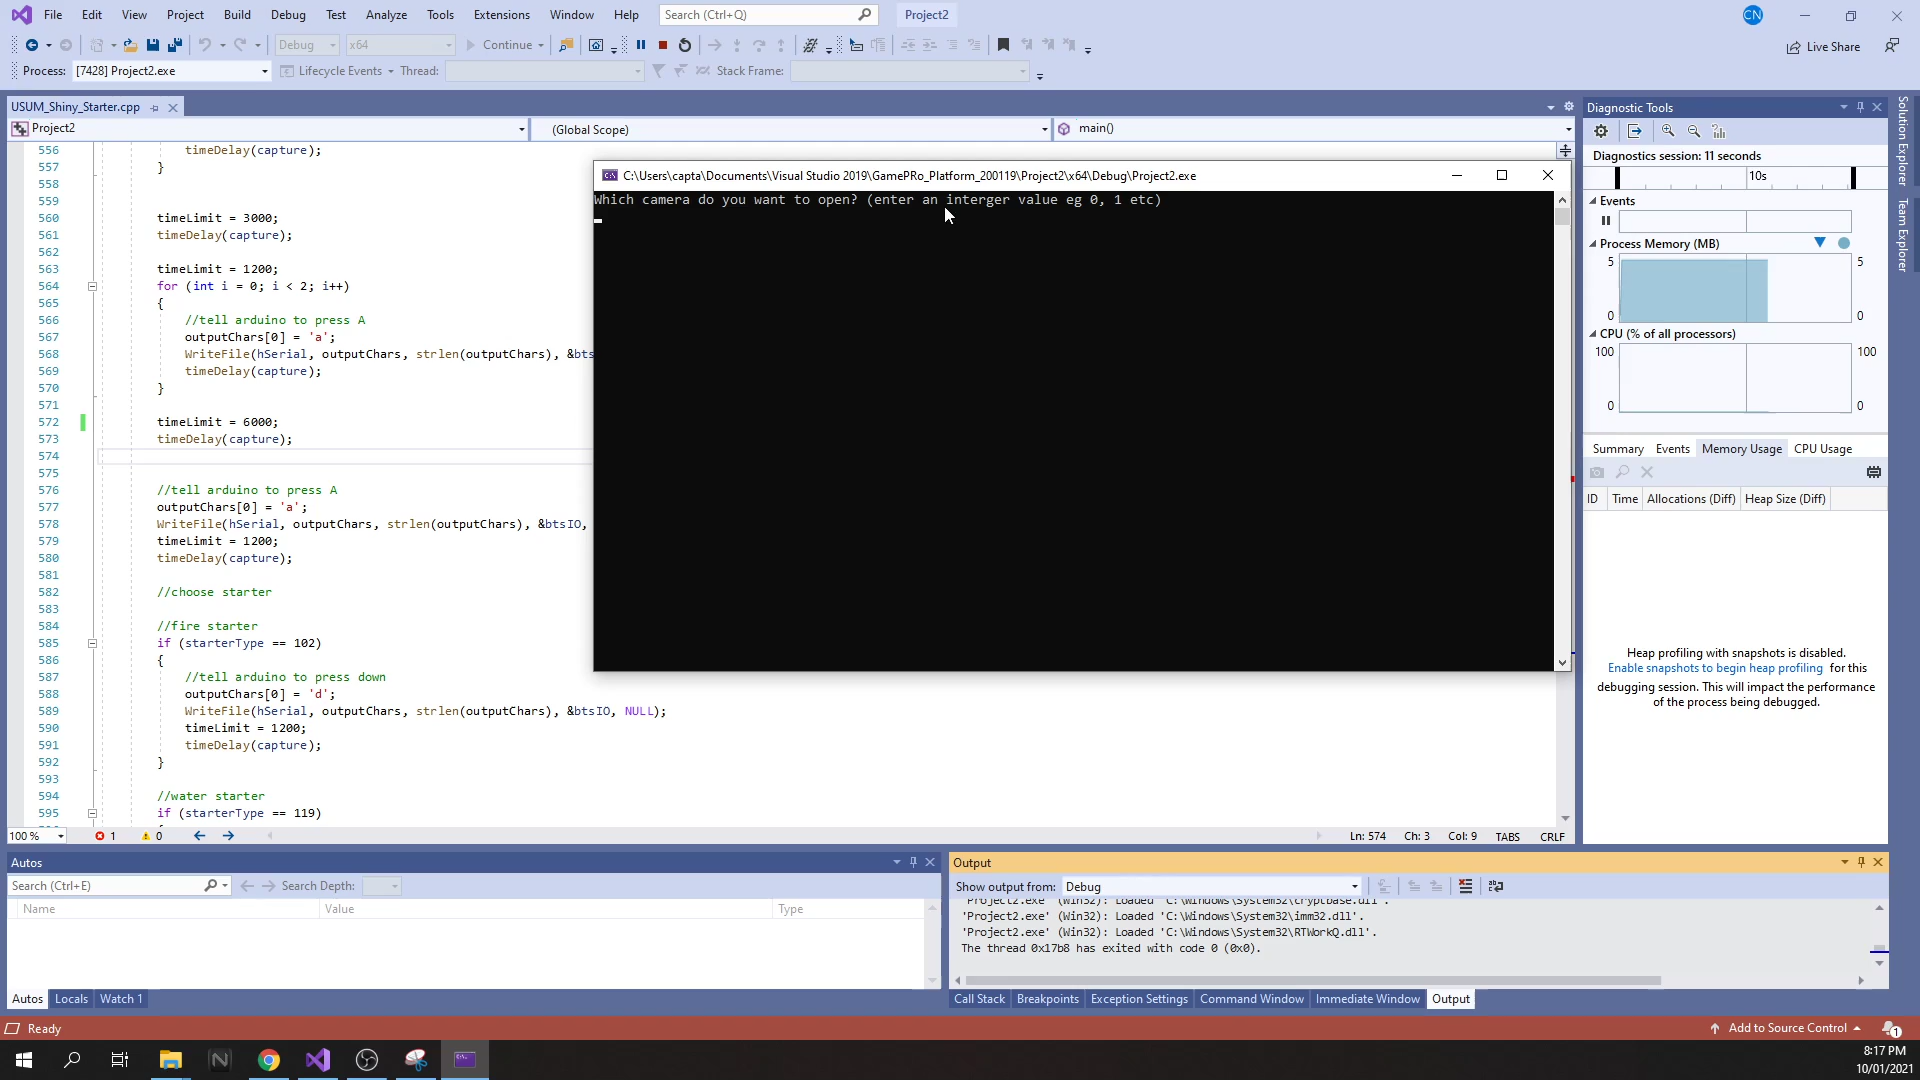 File Edit View Project Build Debug Test Analyze Tools Extensions Window Help Search (Ctrl+Q) Project2 CN
Debug x64 Continue Live Share
Process: [7428] Project2.exe Lifecycle Events Thread: Stack Frame:
USUM_Shiny_Starter.cpp
Project2 (Global Scope) main()
556 timeDelay(capture);
557 }
558
559
560 timeLimit = 3000;
561 timeDelay(capture);
562
563 timeLimit = 1200;
564 for (int i = 0; i < 2; i++)
565 {
566 //tell arduino to press A
567 outputChars[0] = 'a';
568 WriteFile(hSerial, outputChars, strlen(outputChars), &bts
569 timeDelay(capture);
570 }
571
572 timeLimit = 6000;
573 timeDelay(capture);
574
575
576 //tell arduino to press A
577 outputChars[0] = 'a';
578 WriteFile(hSerial, outputChars, strlen(outputChars), &btsIO,
579 timeLimit = 1200;
580 timeDelay(capture);
581
582 //choose starter
583
584 //fire starter
585 if (starterType == 102)
586 {
587 //tell arduino to press down
588 outputChars[0] = 'd';
589 WriteFile(hSerial, outputChars, strlen(outputChars), &btsIO, NULL);
590 timeLimit = 1200;
591 timeDelay(capture);
592 }
593
594 //water starter
595 if (starterType == 119)
100 % 1 0 Ln: 574 Ch: 3 Col: 9 TABS CRLF
C:\Users\capta\Documents\Visual Studio 2019\GamePRo_Platform_200119\Project2\x64\Debug\Project2.exe
Which camera do you want to open? (enter an interger value eg 0, 1 etc)
Diagnostic Tools
Diagnostics session: 11 seconds
10s
Events
Process Memory (MB)
5 5
0 0
CPU (% of all processors)
100 100
0 0
Summary Events Memory Usage CPU Usage
ID Time Allocations (Diff) Heap Size (Diff)
Heap profiling with snapshots is disabled.
Enable snapshots to begin heap profiling for this
debugging session. This will impact the performance
of the process being debugged.
Solution Explorer
Team Explorer
Autos
Search (Ctrl+E) Search Depth:
Name Value Type
Autos Locals Watch 1
Output
Show output from: Debug
'Project2.exe' (Win32): Loaded 'C:\Windows\System32\cryptbase.dll'.
'Project2.exe' (Win32): Loaded 'C:\Windows\System32\imm32.dll'.
'Project2.exe' (Win32): Loaded 'C:\Windows\System32\RTWorkQ.dll'.
The thread 0x17b8 has exited with code 0 (0x0).
Call Stack Breakpoints Exception Settings Command Window Immediate Window Output
Ready Add to Source Control 1
8:17 PM
10/01/2021